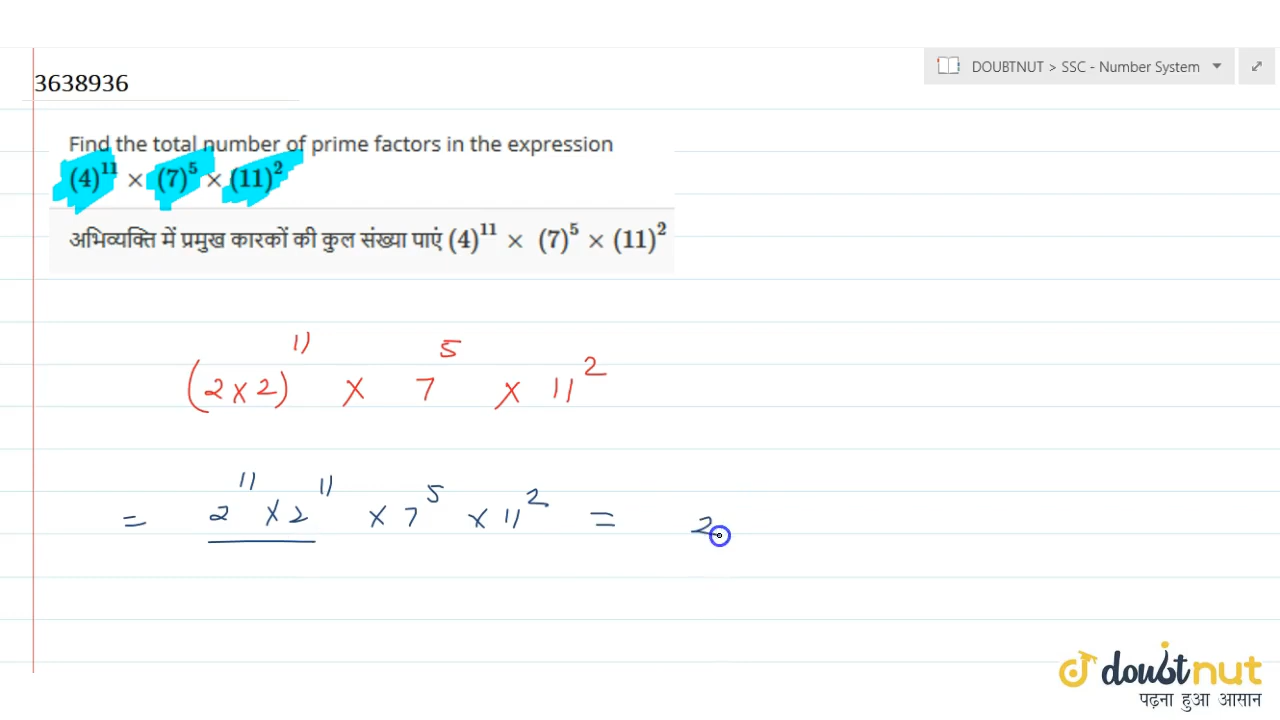 3638936
DOUBTNUT > SSC - Number System
Find the total number of prime factors in the expression
(4)^11 × (7)^5 × (11)^2
अभिव्यक्ति में प्रमुख कारकों की कुल संख्या पाएं (4)^11 × (7)^5 × (11)^2
(2×2)^11 × 7^5 × 11^2
= 2^11 × 2^11 × 7^5 × 11^2 = 2
doubtnut
पढ़ना हुआ आसान